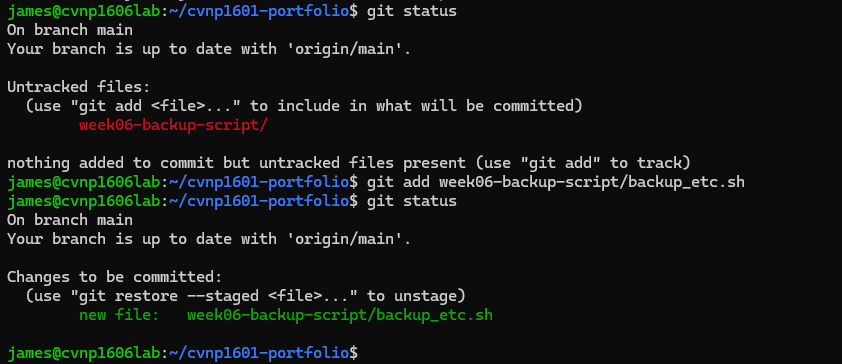 james@cvnp1606lab:~/cvnp1601-portfolio$ git status
On branch main
Your branch is up to date with 'origin/main'.
Untracked files:
(use "git add <file>..." to include in what will be committed)
week06-backup-script/
nothing added to commit but untracked files present (use "git add" to track)
james@cvnp1606lab:~/cvnp1601-portfolio$ git add week06-backup-script/backup_etc.sh
james@cvnp1606lab:~/cvnp1601-portfolio$ git status
On branch main
Your branch is up to date with 'origin/main'.
Changes to be committed:
(use "git restore --staged <file>..." to unstage)
new file:   week06-backup-script/backup_etc.sh
james@cvnp1606lab:~/cvnp1601-portfolio$